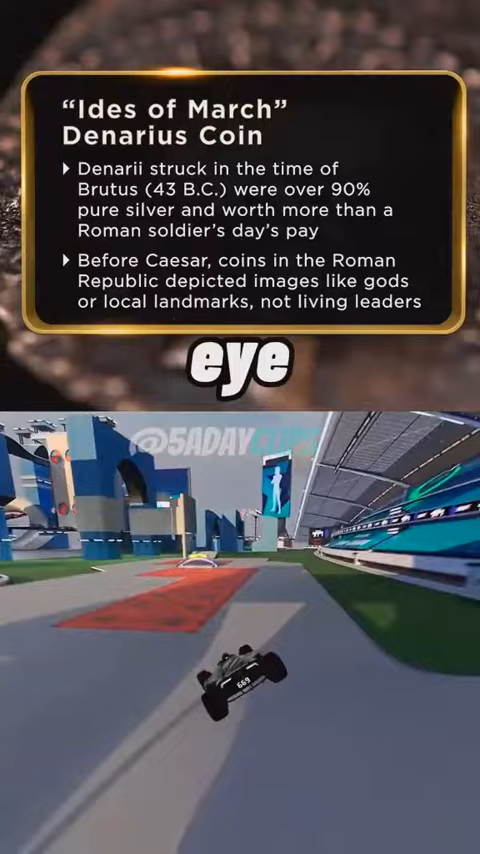 “Ides of March”
Denarius Coin
Denarii struck in the time of
Brutus (43 B.C.) were over 90%
pure silver and worth more than a
Roman soldier’s day’s pay
Before Caesar, coins in the Roman
Republic depicted images like gods
or local landmarks, not living leaders
eye
@5ADAYCLIPS
669